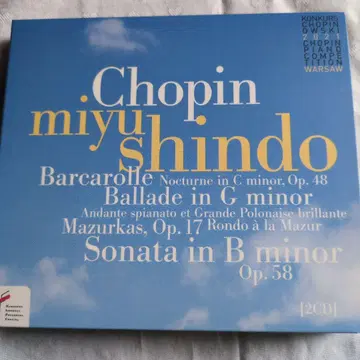 KONKURS
CHOPIN
OWSKI
2021
CHOPIN
PIANO
COMPE
TITION
WARSAW
Chopin
miyu
shindo
Barcarolle Nocturne in C minor, Op. 48
Ballade in G minor
Andante spianato et Grande Polonaise brillante
Mazurkas, Op. 17 Rondo à la Mazur
Sonata in B minor
Op. 58
[2CD]